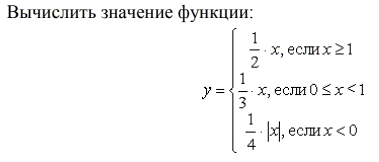 Вычислить значение функции:
1/2 · x, если x ≥ 1
y = { 1/3 · x, если 0 ≤ x < 1
1/4 · |x|, если x < 0